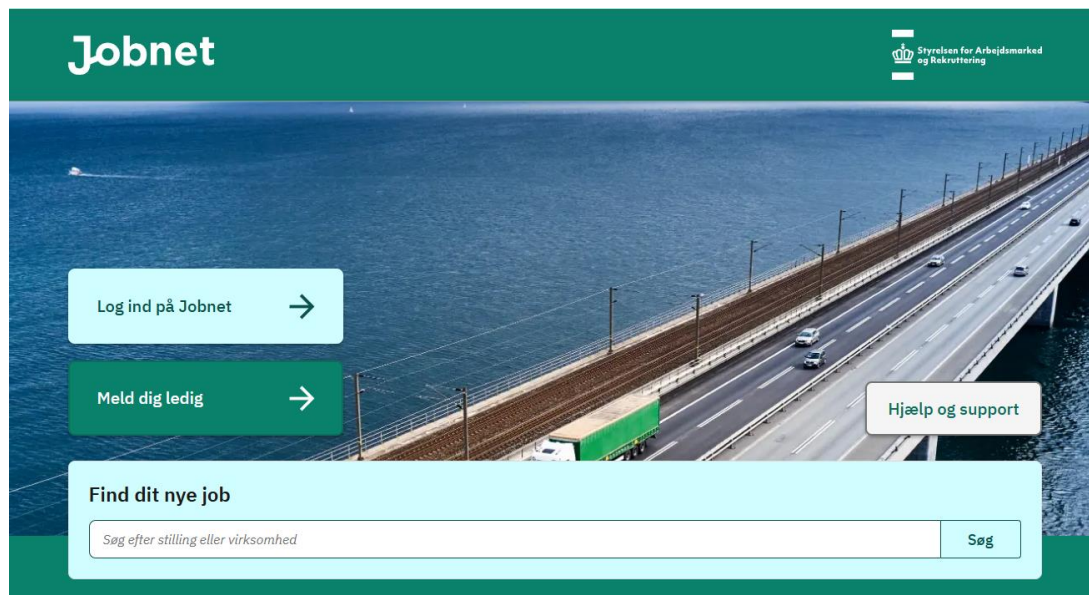 Jobnet
Styrelsen for Arbejdsmarked
og Rekruttering
Log ind på Jobnet
Meld dig ledig
Hjælp og support
Find dit nye job
Søg efter stilling eller virksomhed
Søg